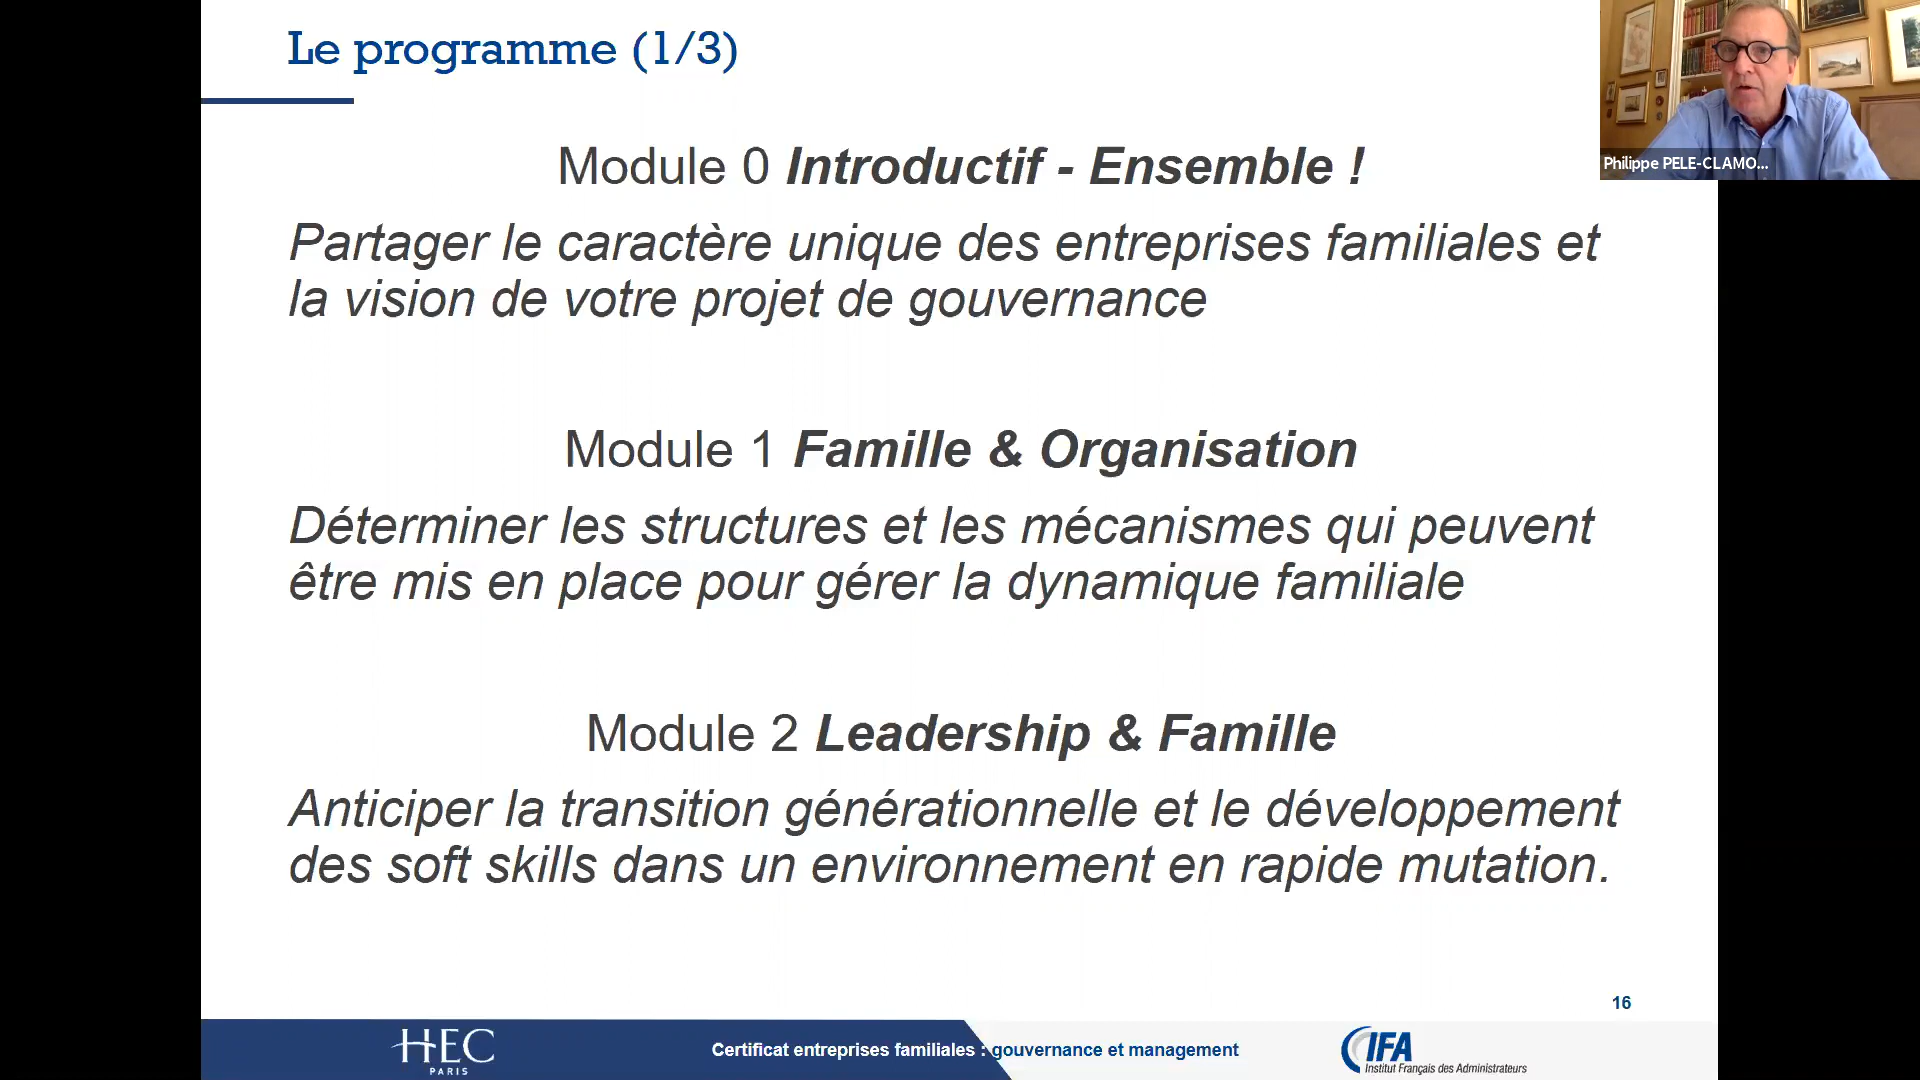 Le programme (1/3)
Philippe PELE-CLAMO...
Module 0 Introductif - Ensemble !
Partager le caractère unique des entreprises familiales et
la vision de votre projet de gouvernance
Module 1 Famille & Organisation
Déterminer les structures et les mécanismes qui peuvent
être mis en place pour gérer la dynamique familiale
Module 2 Leadership & Famille
Anticiper la transition générationnelle et le développement
des soft skills dans un environnement en rapide mutation.
16
HEC
PARIS
Certificat entreprises familiales : gouvernance et management
IFA
Institut Français des Administrateurs